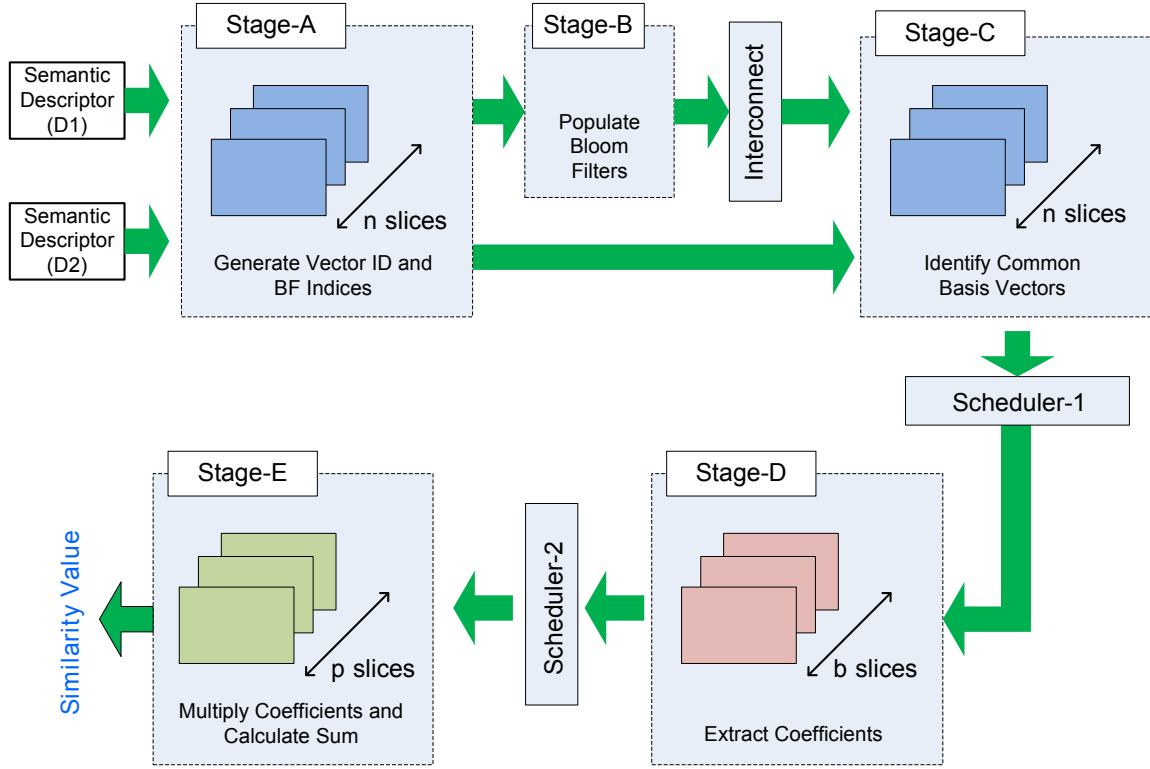 Stage-A
Stage-B
Stage-C
Semantic
Descriptor
(D1)
Semantic
Descriptor
(D2)
n slices
Generate Vector ID and
BF Indices
Populate
Bloom
Filters
Interconnect
n slices
Identify Common
Basis Vectors
Scheduler-1
Stage-D
b slices
Extract Coefficients
Scheduler-2
Stage-E
p slices
Multiply Coefficients and
Calculate Sum
Similarity Value